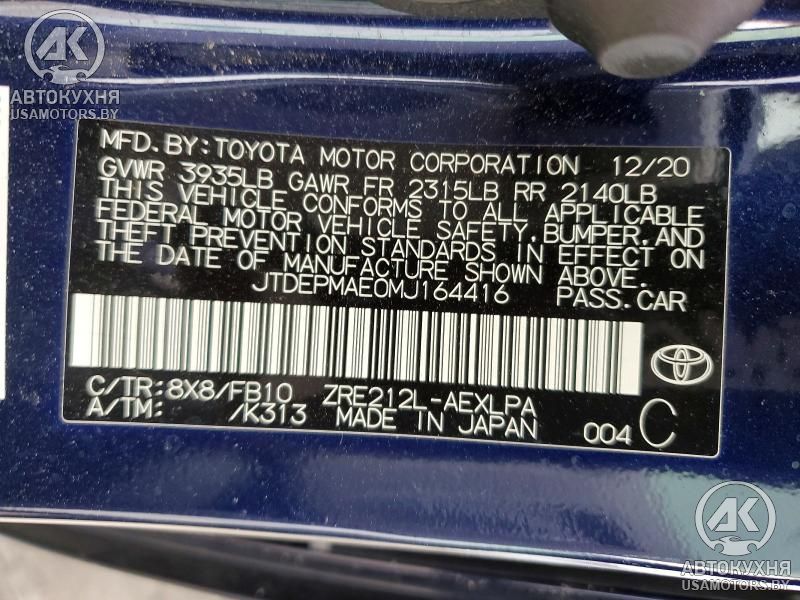 AK
АВТОКУХНЯ
USAMOTORS.BY
MFD. BY: TOYOTA MOTOR CORPORATION 12/20
GVWR 3935LB GAWR FR 2315LB RR 2140LB
THIS VEHICLE CONFORMS TO ALL APPLICABLE
FEDERAL MOTOR VEHICLE SAFETY, BUMPER, AND
THEFT PREVENTION STANDARDS IN EFFECT ON
THE DATE OF MANUFACTURE SHOWN ABOVE.
JTDEPMAE0MJ164416 PASS. CAR
C/TR: 8X8/FB10 ZRE212L-AEXLPA
A/TM: /K313 MADE IN JAPAN 004 C
AK
АВТОКУХНЯ
USAMOTORS.BY